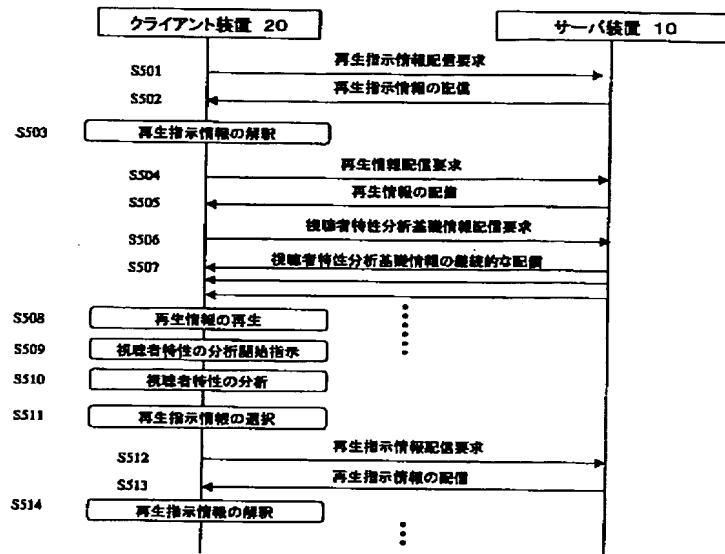 クライアント装置 20
サーバ装置 10
再生指示情報配信要求
S501
再生指示情報の配信
S502
S503
再生指示情報の解釈
再生情報配信要求
S504
再生情報の配信
S505
視聴者特性分析基礎情報配信要求
S506
視聴者特性分析基礎情報の継続的な配信
S507
S508
再生情報の再生
S509
視聴者特性の分析開始指示
S510
視聴者特性の分析
S511
再生指示情報の選択
再生指示情報配信要求
S512
再生指示情報の配信
S513
S514
再生指示情報の解釈